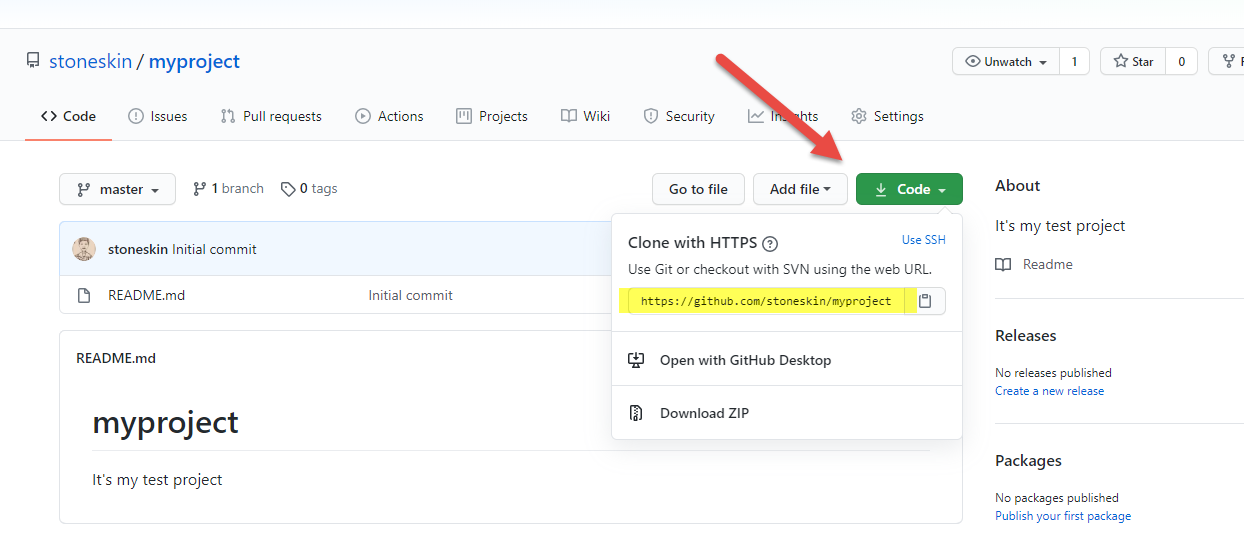 stoneskin / myproject
Unwatch 1 Star 0
Code Issues Pull requests Actions Projects Wiki Security Insights Settings
master 1 branch 0 tags Go to file Add file Code
About
It's my test project
Readme
stoneskin Initial commit
README.md Initial commit
Clone with HTTPS ? Use SSH
Use Git or checkout with SVN using the web URL.
https://github.com/stoneskin/myproject
Open with GitHub Desktop
Download ZIP
README.md
myproject
It's my test project
Releases
No releases published
Create a new release
Packages
No packages published
Publish your first package